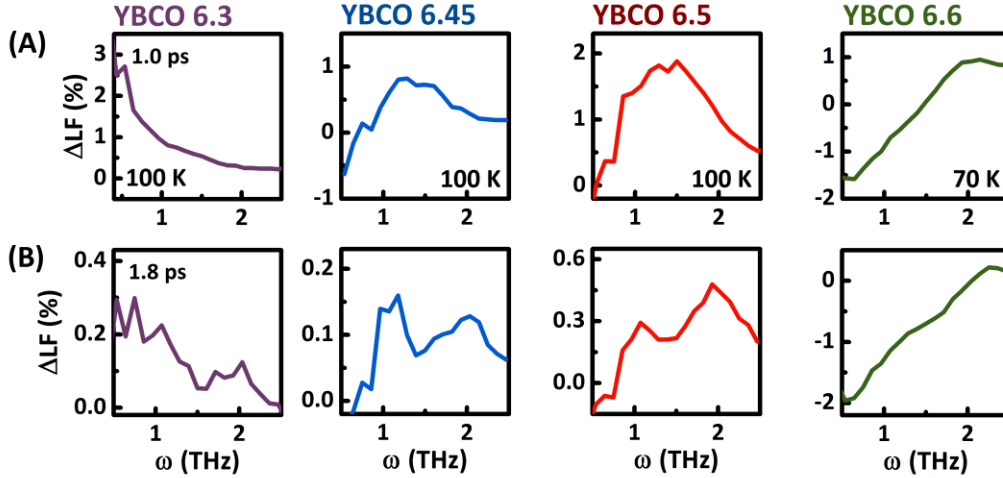 YBCO 6.3 YBCO 6.45 YBCO 6.5 YBCO 6.6
(A)
ΔLF (%)
3
2
1
0
1.0 ps
100 K
1 2
1
0
-1
100 K
1 2
2
1
0
100 K
1 2
1
0
-1
-2
70 K
1 2
(B)
ΔLF (%)
0.4
0.2
0.0
1.8 ps
1 2
ω (THz)
0.2
0.1
0.0
1 2
ω (THz)
0.6
0.3
0.0
1 2
ω (THz)
0
-1
-2
1 2
ω (THz)